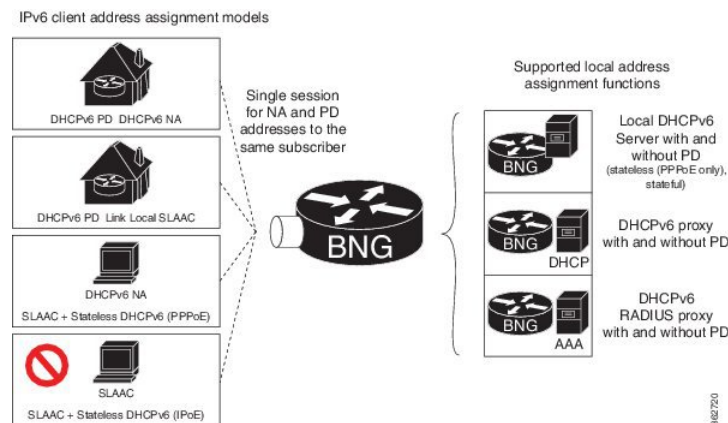 IPv6 client address assignment models
DHCPv6 PD DHCPv6 NA
DHCPv6 PD Link Local SLAAC
DHCPv6 NA
SLAAC + Stateless DHCPv6 (PPPoE)
SLAAC
SLAAC + Stateless DHCPv6 (IPoE)
Single session
for NA and PD
addresses to the
same subscriber
BNG
Supported local address
assignment functions
BNG
Local DHCPv6
Server with and
without PD
(stateless (PPPoE only),
stateful)
BNG
DHCP
DHCPv6 proxy
with and without PD
BNG
AAA
DHCPv6
RADIUS proxy
with and without PD
362720